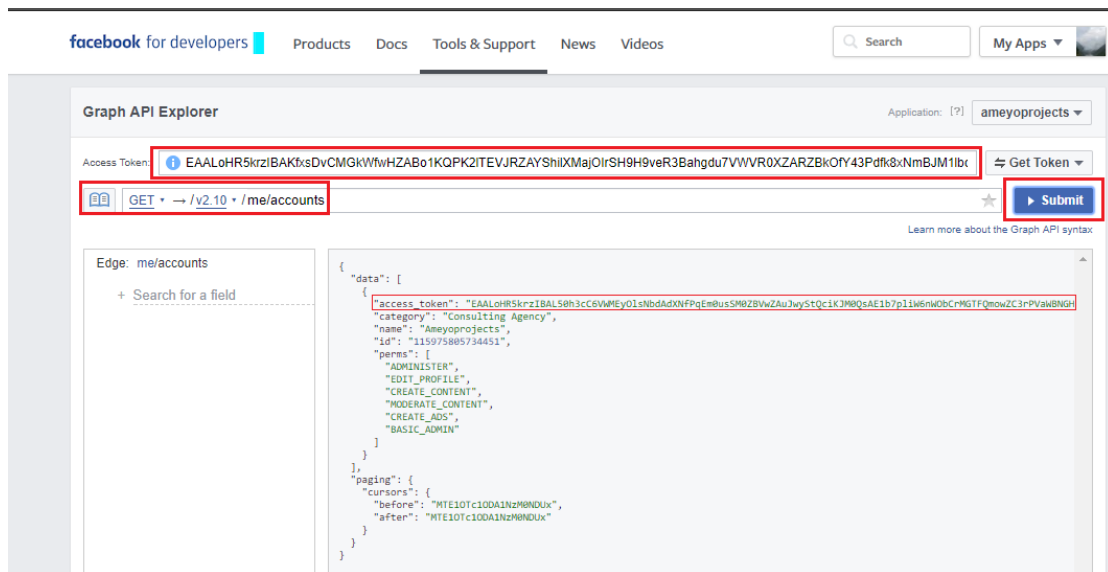 facebook for developers Products Docs Tools & Support News Videos Search My Apps
Graph API Explorer Application: [?] ameyoprojects
Access Token: Get Token
GET → /v2.10 /me/accounts Submit
Learn more about the Graph API syntax
Edge: me/accounts
+ Search for a field
{
"data": [
{
"access_token":
"category": "Consulting Agency",
"name": "Ameyoprojects",
"id": "115975805734451",
"perms": [
"ADMINISTER",
"EDIT_PROFILE",
"CREATE_CONTENT",
"MODERATE_CONTENT",
"CREATE_ADS",
"BASIC_ADMIN"
]
}
],
"paging": {
"cursors": {
"before": "MTE1OTc1ODA1NzM0NDUx",
"after": "MTE1OTc1ODA1NzM0NDUx"
}
}
}